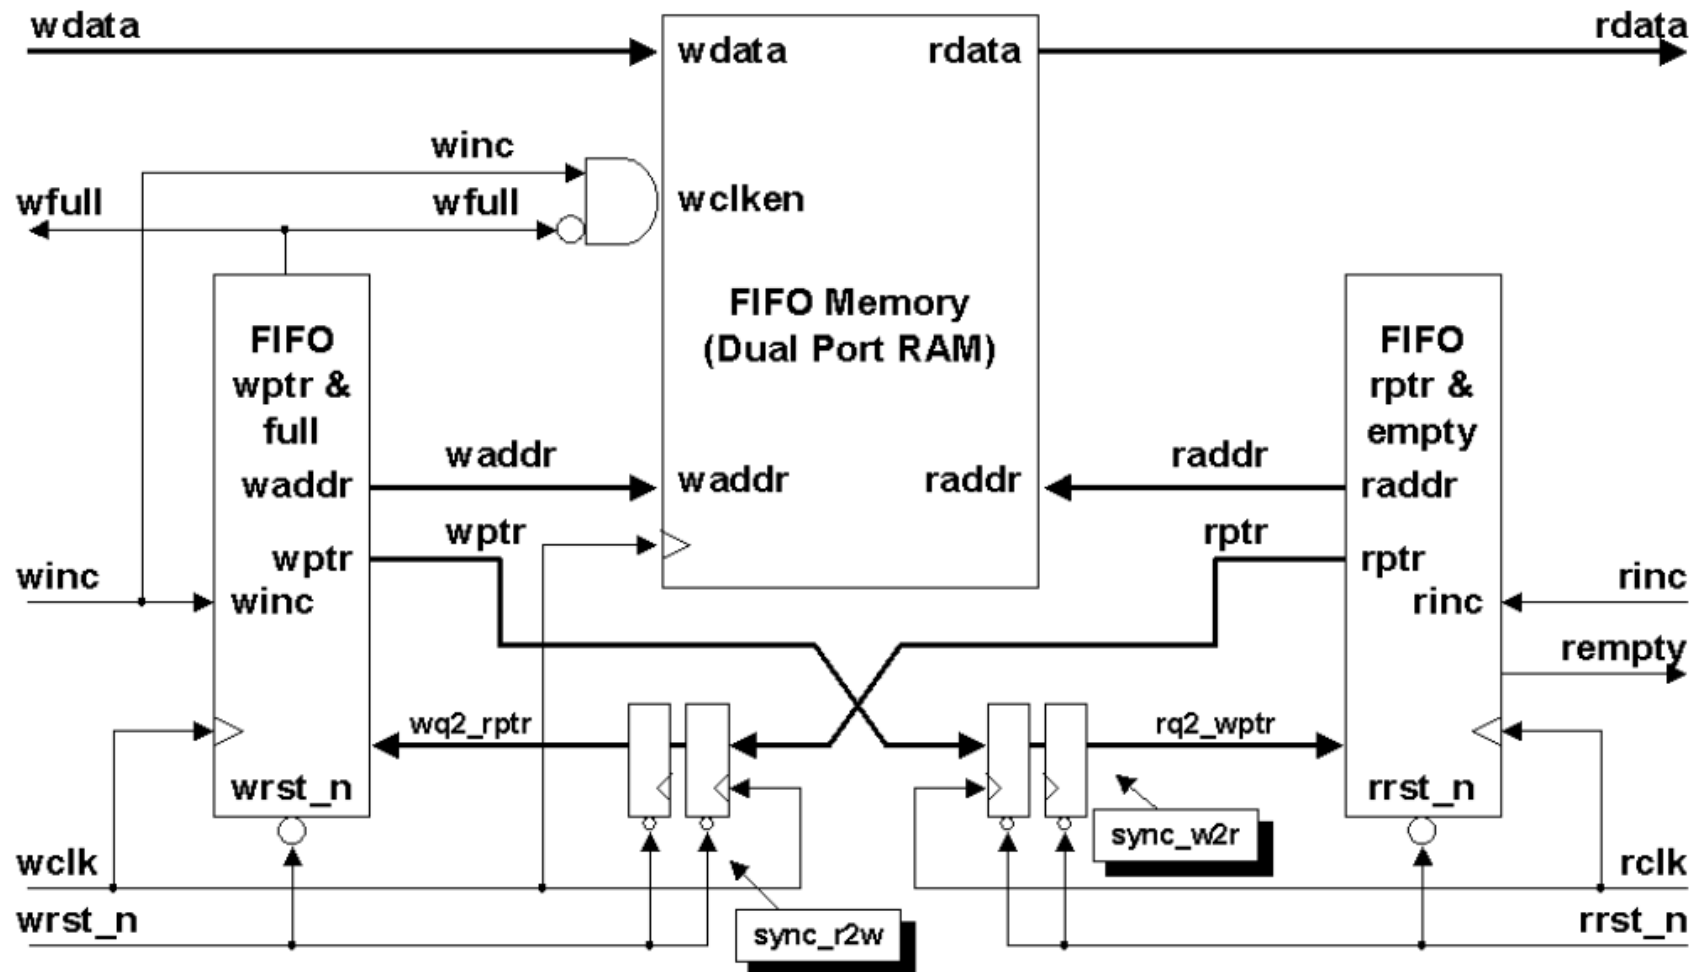 wdata
rdata
wdata
rdata
winc
wfull
wfull
wclken
FIFO Memory
(Dual Port RAM)
FIFO
wptr &
full
FIFO
rptr &
empty
waddr
waddr
waddr
raddr
raddr
raddr
wptr
wptr
rptr
rptr
winc
winc
rinc
rinc
rempty
wq2_rptr
rq2_wptr
wrst_n
rrst_n
sync_w2r
wclk
rclk
wrst_n
rrst_n
sync_r2w